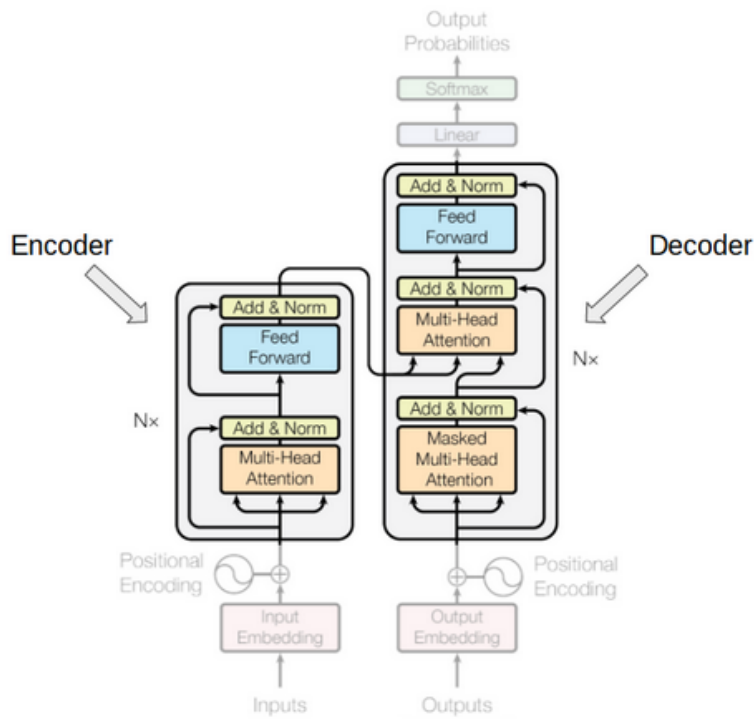 Output
Probabilities
Softmax
Linear
Add & Norm
Feed
Forward
Add & Norm
Multi-Head
Attention
Nx
Add & Norm
Masked
Multi-Head
Attention
Decoder
Encoder
Add & Norm
Feed
Forward
Nx
Add & Norm
Multi-Head
Attention
Positional
Encoding
Input
Embedding
Inputs
Positional
Encoding
Output
Embedding
Outputs